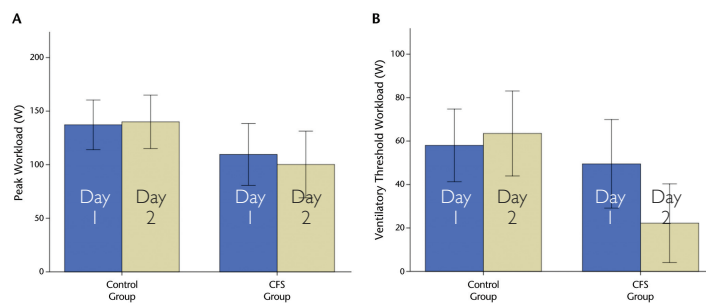 A
Peak Workload (W)
200
150
100
50
0
Day
1
Day
2
Day
1
Day
2
Control
Group
CFS
Group
B
Ventilatory Threshold Workload (W)
100
80
60
40
20
0
Day
1
Day
2
Day
1
Day
2
Control
Group
CFS
Group